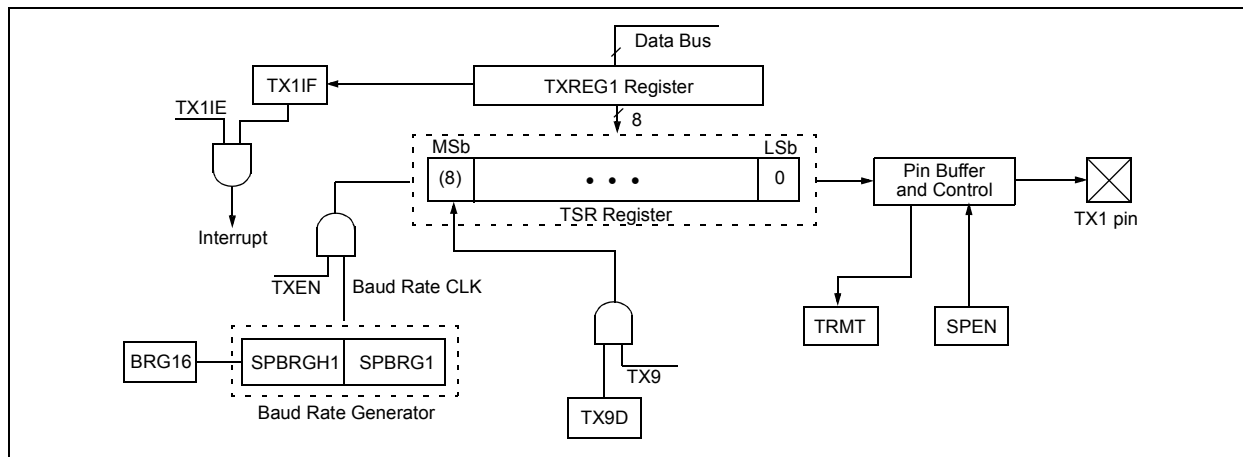 Data Bus
TX1IF
TXREG1 Register
TX1IE
8
MSb
LSb
(8)
• • •
0
Pin Buffer
and Control
TSR Register
TX1 pin
Interrupt
TXEN
Baud Rate CLK
TRMT
SPEN
BRG16
SPBRGH1
SPBRG1
TX9
Baud Rate Generator
TX9D